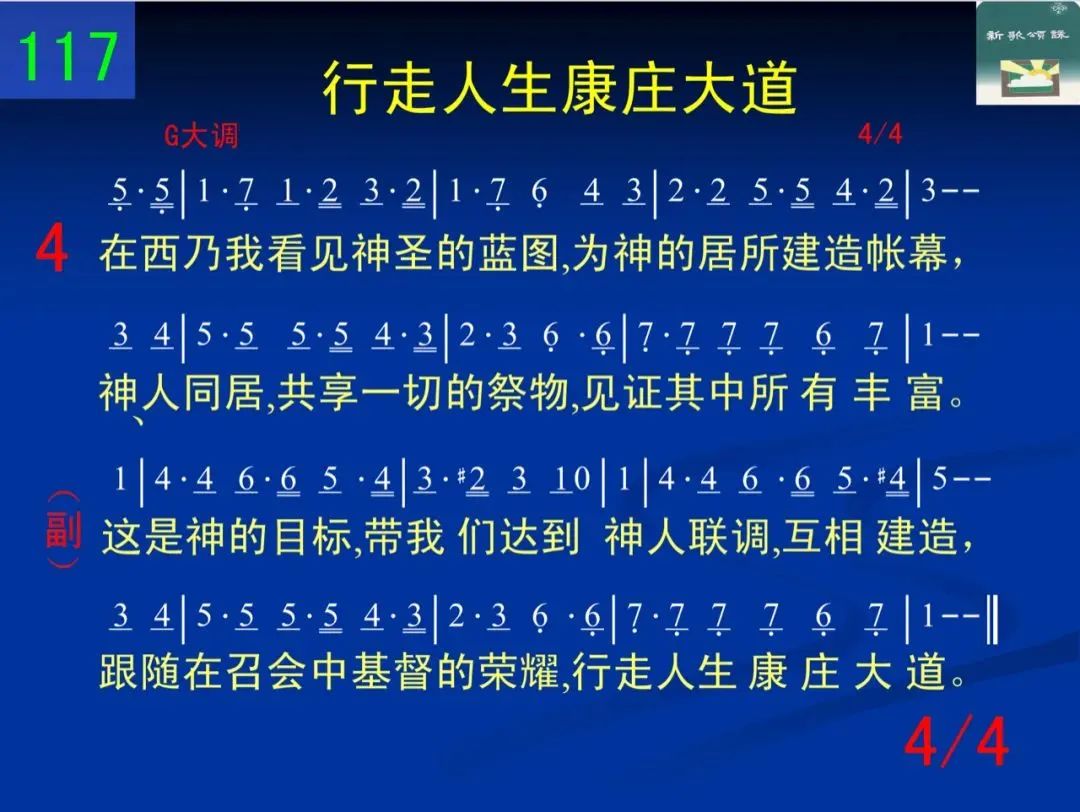 117
新歌頌詠
行走人生康庄大道
G大调 4/4
5·5|1·7 1·2 3·2|1·7 6 4 3|2·2 5·5 4·2|3--
4 在西乃我看见神圣的蓝图,为神的居所建造帐幕,
3 4|5·5 5·5 4·3|2·3 6·6|7·7 7 7 6 7|1--
神、人同居,共享一切的祭物,见证其中所有丰富。
1|4·4 6·6 5·4|3·#2 3 10|1|4·4 6·6 5·#4|5--
(副) 这是神的目标,带我们达到 神人联调,互相建造,
3 4|5·5 5·5 4·3|2·3 6·6|7·7 7 7 6 7|1--‖
跟随在召会中基督的荣耀,行走人生康庄大道。
4/4